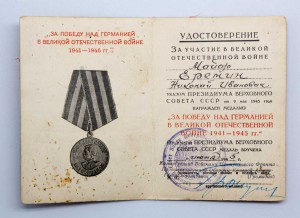 „ЗА ПОБЕДУ НАД ГЕРМАНИЕЙ
В ВЕЛИКОЙ ОТЕЧЕСТВЕННОЙ ВОЙНЕ
1941—1945 гг."
УДОСТОВЕРЕНИЕ
ЗА УЧАСТИЕ В ВЕЛИКОЙ
ОТЕЧЕСТВЕННОЙ ВОЙНЕ
Майор
Еремин
Николай Иванович
УКАЗОМ ПРЕЗИДИУМА ВЕРХОВНОГО
СОВЕТА СССР от 9 мая 1945 года
НАГРАЖДЕН МЕДАЛЬЮ
„ЗА ПОБЕДУ НАД ГЕРМАНИЕЙ
В ВЕЛИКОЙ ОТЕЧЕСТВЕННОЙ
ВОЙНЕ 1941—1945 гг."
ПРЕЗИДИУМА ВЕРХОВНОГО
СОВЕТА СССР МЕДАЛЬ ВРУЧЕНА